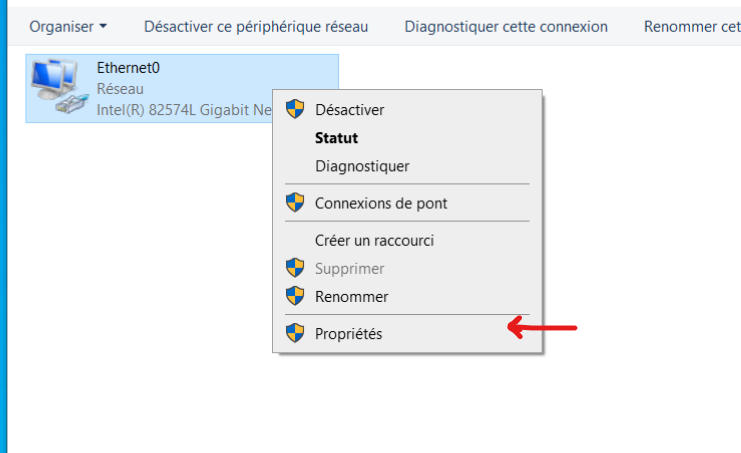 Organiser Désactiver ce périphérique réseau Diagnostiquer cette connexion Renommer cet
Ethernet0
Réseau
Intel(R) 82574L Gigabit Ne
Désactiver
Statut
Diagnostiquer
Connexions de pont
Créer un raccourci
Supprimer
Renommer
Propriétés